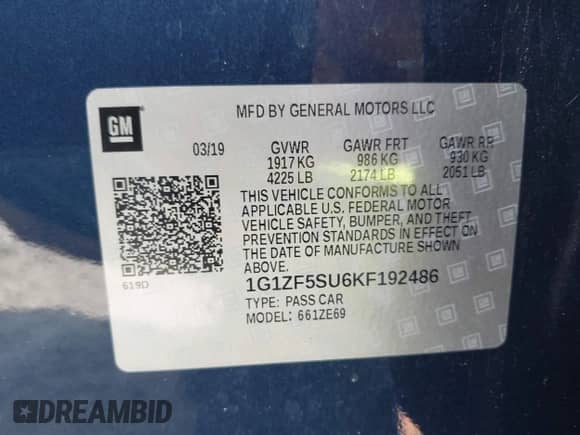 GM
MFD BY GENERAL MOTORS LLC
03/19 GVWR GAWR FRT GAWR RR
1917 KG 986 KG 930 KG
4225 LB 2174 LB 2051 LB
THIS VEHICLE CONFORMS TO ALL
APPLICABLE U.S. FEDERAL MOTOR
VEHICLE SAFETY, BUMPER, AND THEFT
PREVENTION STANDARDS IN EFFECT ON
THE DATE OF MANUFACTURE SHOWN
ABOVE.
619D
1G1ZF5SU6KF192486
TYPE: PASS CAR
MODEL: 661ZE69
DREAMBID